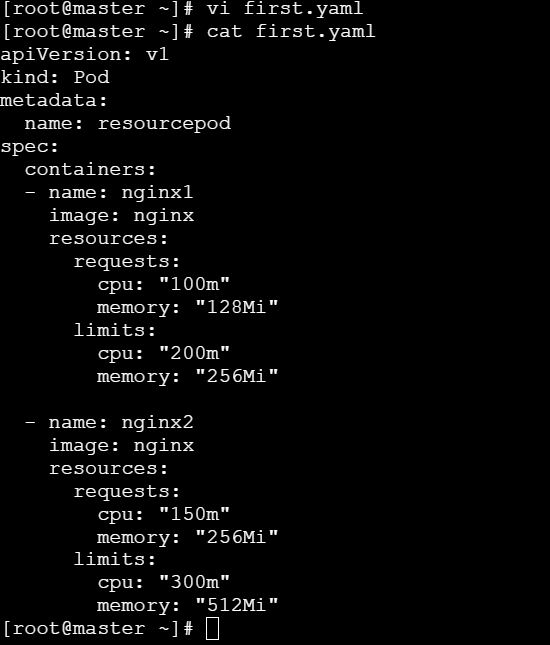 [root@master ~]# vi first.yaml
[root@master ~]# cat first.yaml
apiVersion: v1
kind: Pod
metadata:
  name: resourcepod
spec:
  containers:
  - name: nginx1
    image: nginx
    resources:
      requests:
        cpu: "100m"
        memory: "128Mi"
      limits:
        cpu: "200m"
        memory: "256Mi"

  - name: nginx2
    image: nginx
    resources:
      requests:
        cpu: "150m"
        memory: "256Mi"
      limits:
        cpu: "300m"
        memory: "512Mi"
[root@master ~]#